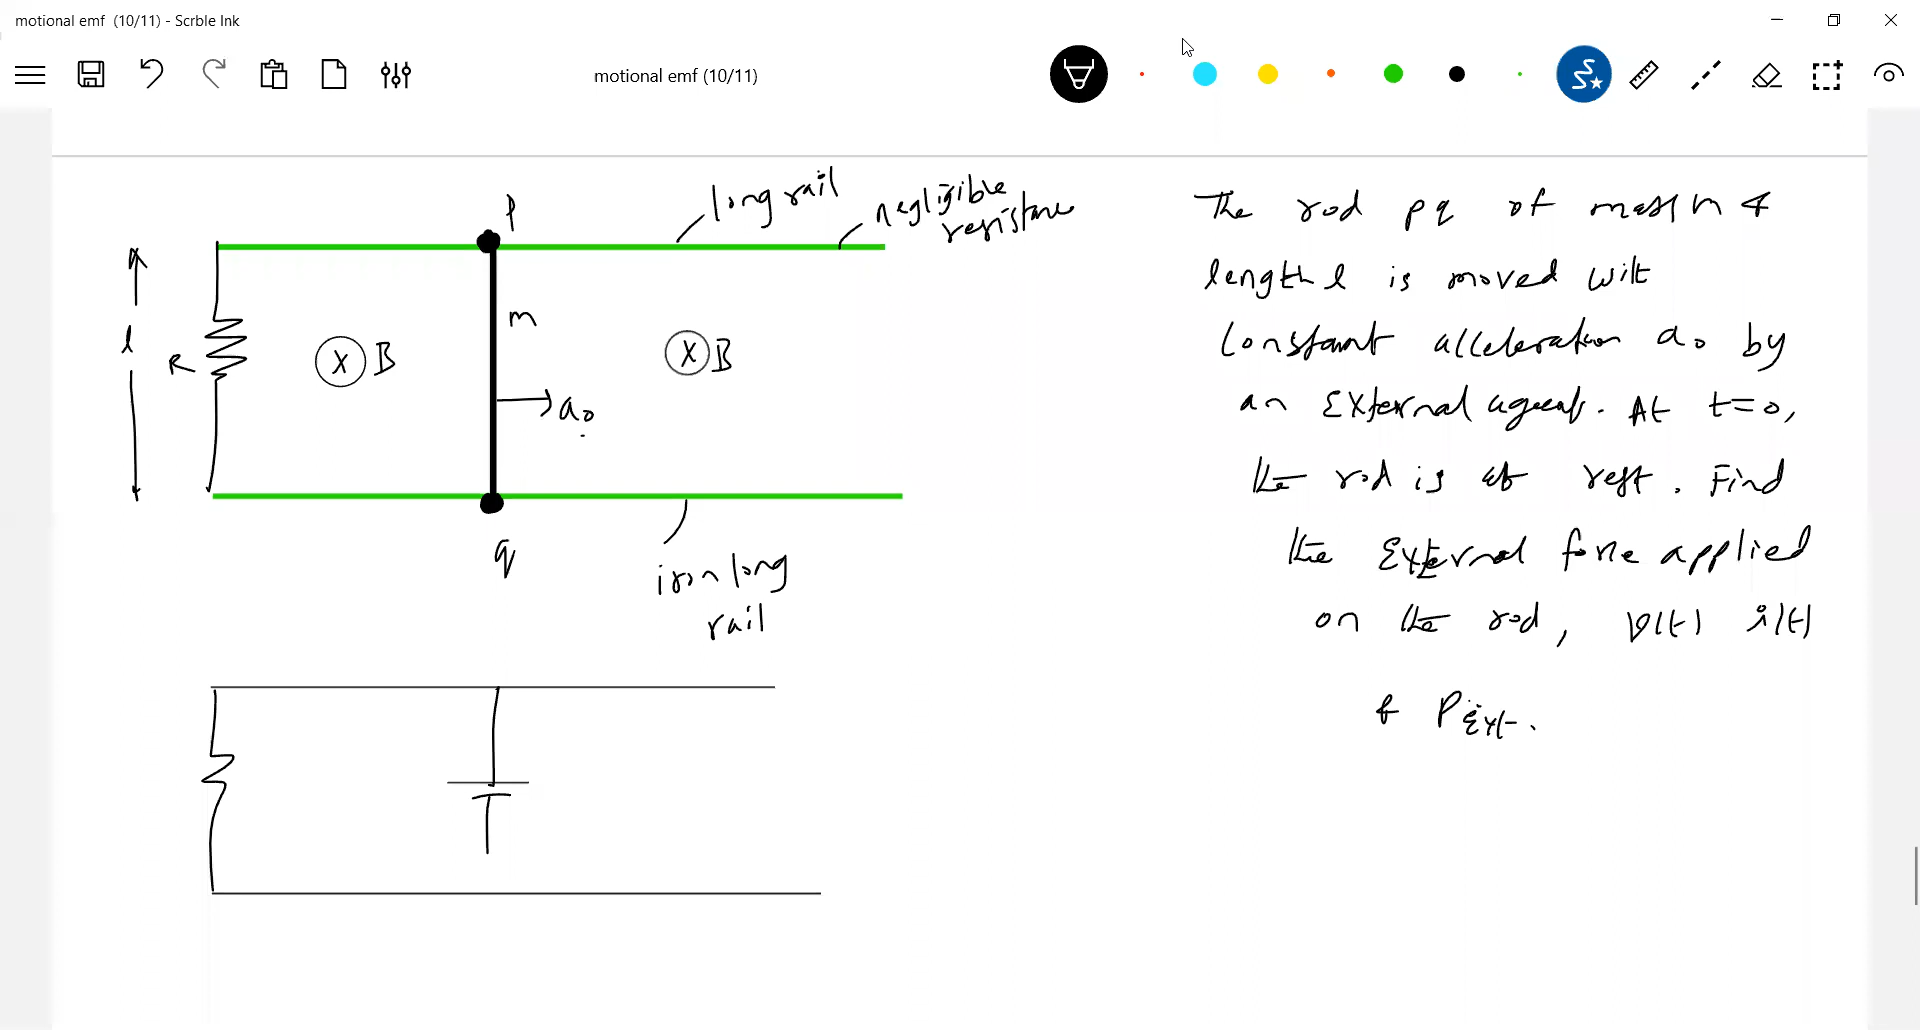 motional emf (10/11) - Scrble Ink
motional emf (10/11)
P
long rail
negligible
resistance
l
R
m
X B
X B
a₀
q
iron long
rail
The rod pq of mass m &
length l is moved with
constant acceleration a₀ by
an External agent. At t=0,
the rod is at rest. Find
the External force applied
on the rod, v(t) i(t)
& P Ext.